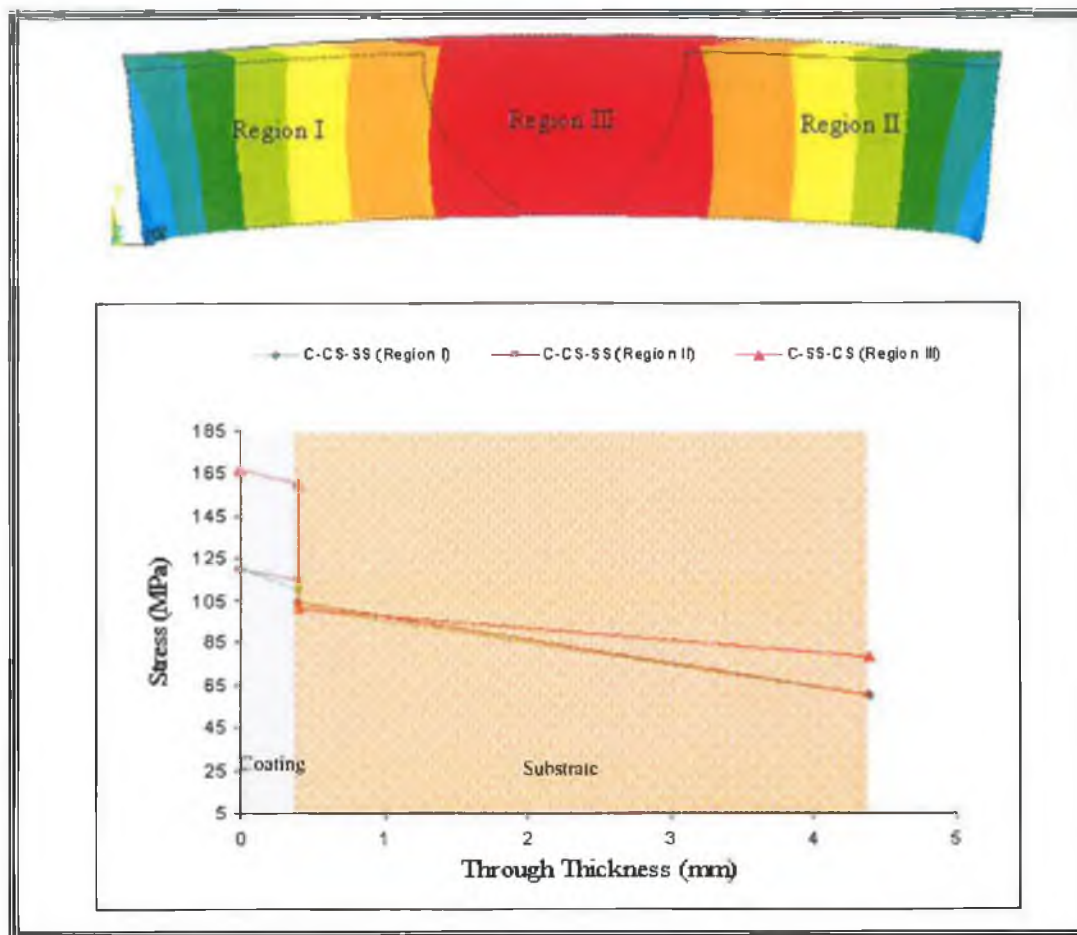 Region I
Region III
Region II
C-CS-SS (Region I)
C-CS-SS (Region II)
C-SS-CS (Region III)
185
165
145
125
105
85
65
45
25
5
Stress (MPa)
Coating
Substrate
0
1
2
3
4
5
Through Thickness (mm)